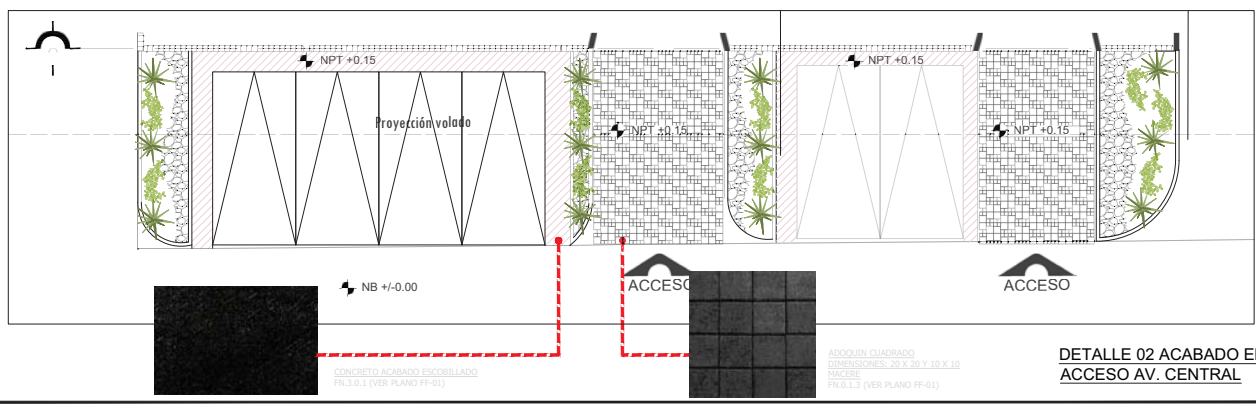 NPT +0.15
NPT +0.15
Proyección volado
NPT +0.15
NPT +0.15
NB +/-0.00
ACCESO
ACCESO
CONCRETO ACABADO ESCOBILLADO
FN.3.0.1 (VER PLANO FF-01)
ADOQUIN CUADRADO
DIMENSIONES: 20 X 20 Y 10 X 10
MACERE
FN.0.1.3 (VER PLANO FF-01)
DETALLE 02 ACABADO
ACCESO AV. CENTRAL